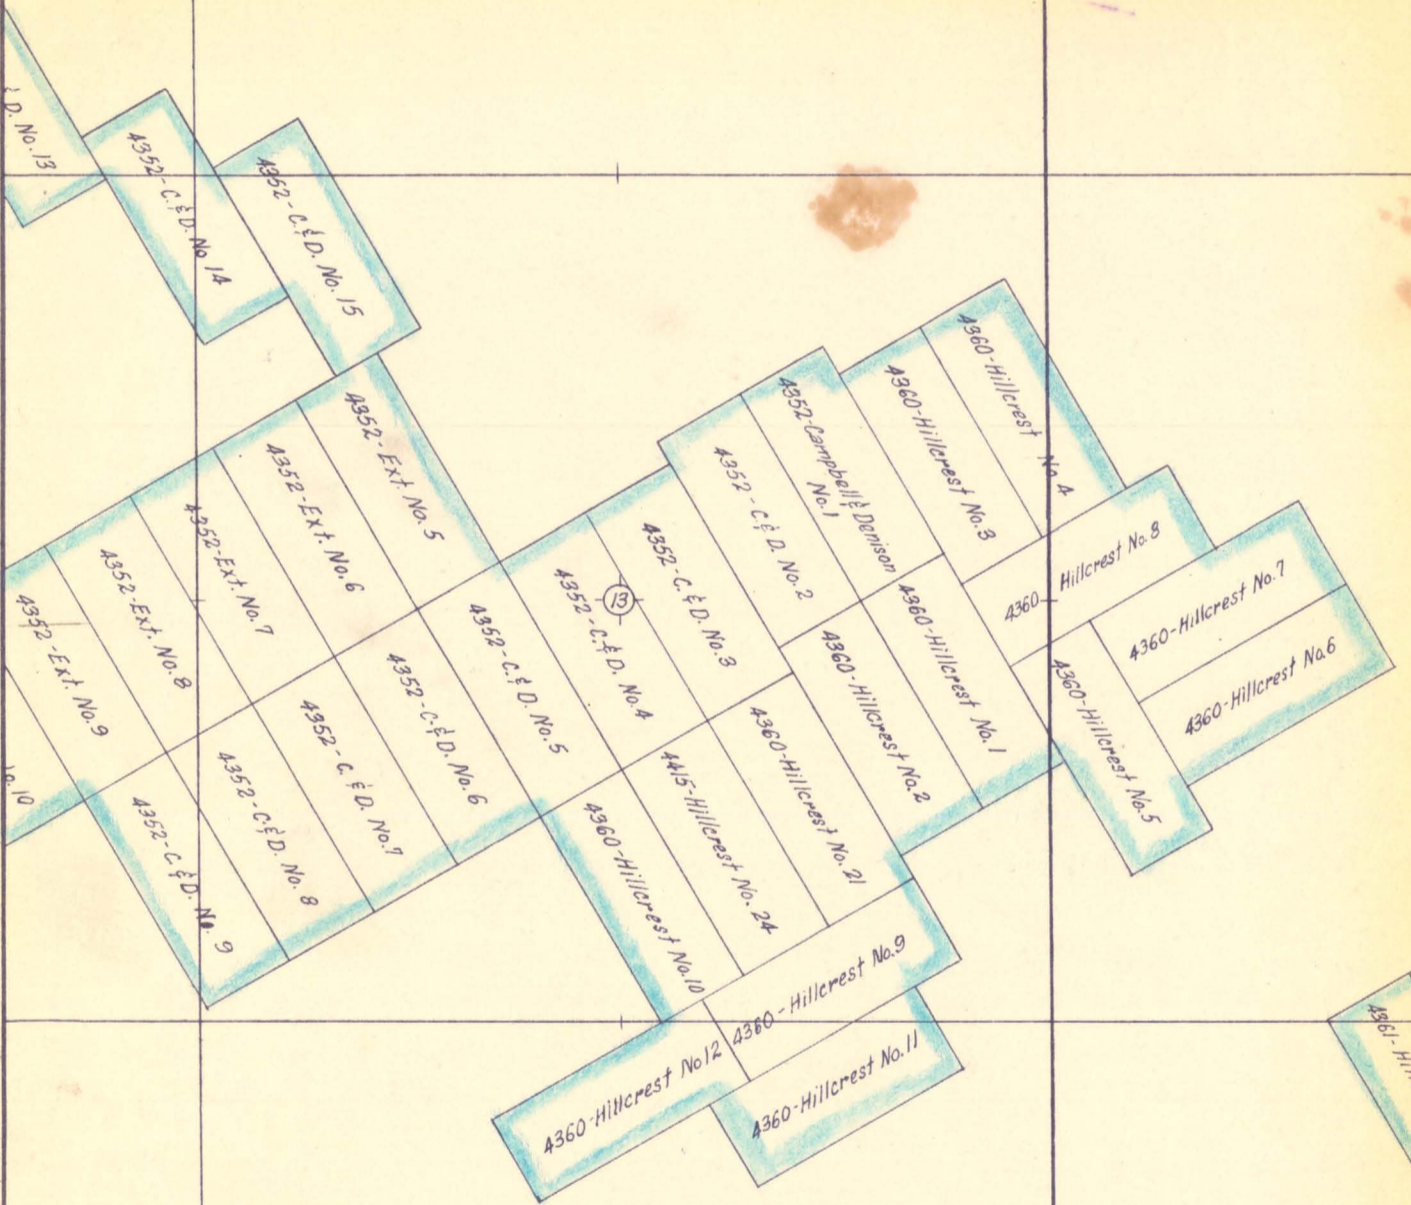 & D. No. 13
4352 - C. & D. No 14
4352 - C. & D. No. 15
4352 - Ext. No. 5
4352 - Ext. No. 6
4352-Ext. No. 7
4352-Ext. No. 8
4352-Ext. No. 9
o. 10
4352-C. & D. No. 9
4352-C. & D. No. 8
4352-C. & D. No. 7
4352-C. & D. No. 6
4352-C. & D. No. 5
4352-C. & D. No. 4
13
4352-C. & D. No. 3
4352-C. & D. No. 2
4352-Campbell & Denison
No. 1
4360-Hillcrest No. 3
4360-Hillcrest
No 4
4360-Hillcrest No. 8
4360-Hillcrest No. 7
4360-Hillcrest No. 6
4360-Hillcrest No. 5
4360-Hillcrest No. 1
4360-Hillcrest No. 2
4360-Hillcrest No. 21
4415-Hillcrest No. 24
4360-Hillcrest No. 10
4360-Hillcrest No. 9
4360-Hillcrest No 12
4360-Hillcrest No. 11
4361-